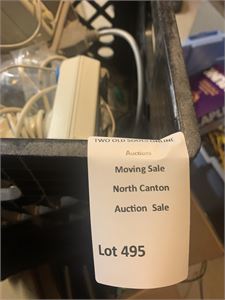 TWO OLD SOULS ONLINE
Auctions
Moving Sale
North Canton
Auction Sale
Lot 495